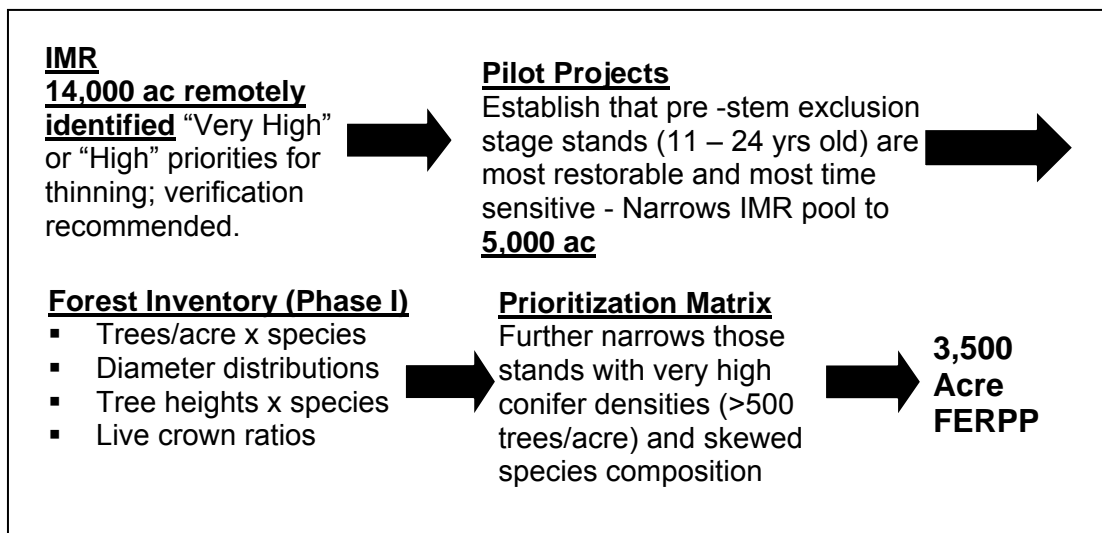 IMR
14,000 ac remotely
identified “Very High”
or “High” priorities for
thinning; verification
recommended.
Pilot Projects
Establish that pre -stem exclusion
stage stands (11 – 24 yrs old) are
most restorable and most time
sensitive - Narrows IMR pool to
5,000 ac
Forest Inventory (Phase I)
▪ Trees/acre x species
▪ Diameter distributions
▪ Tree heights x species
▪ Live crown ratios
Prioritization Matrix
Further narrows those
stands with very high
conifer densities (>500
trees/acre) and skewed
species composition
3,500
Acre
FERPP